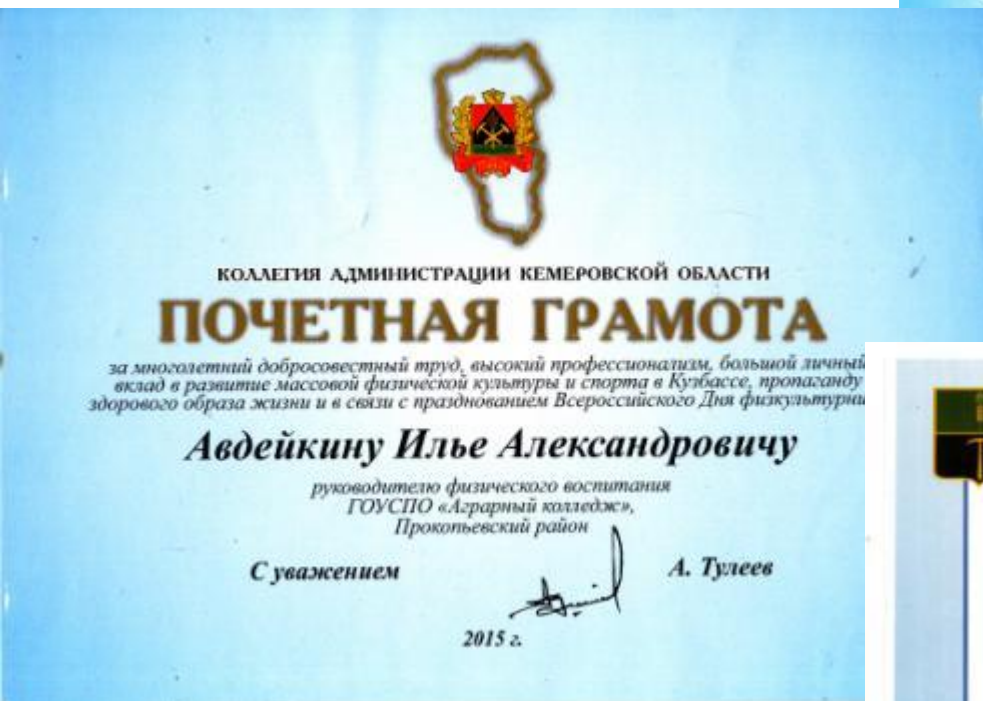 КОЛЛЕГИЯ АДМИНИСТРАЦИИ КЕМЕРОВСКОЙ ОБЛАСТИ
ПОЧЕТНАЯ ГРАМОТА
за многолетний добросовестный труд, высокий профессионализм, большой личный
вклад в развитие массовой физической культуры и спорта в Кузбассе, пропаганду
здорового образа жизни и в связи с празднованием Всероссийского Дня физкультурни
Авдейкину Илье Александровичу
руководителю физического воспитания
ГОУСПО «Аграрный колледж»,
Прокопьевский район
С уважением
А. Тулеев
2015 г.